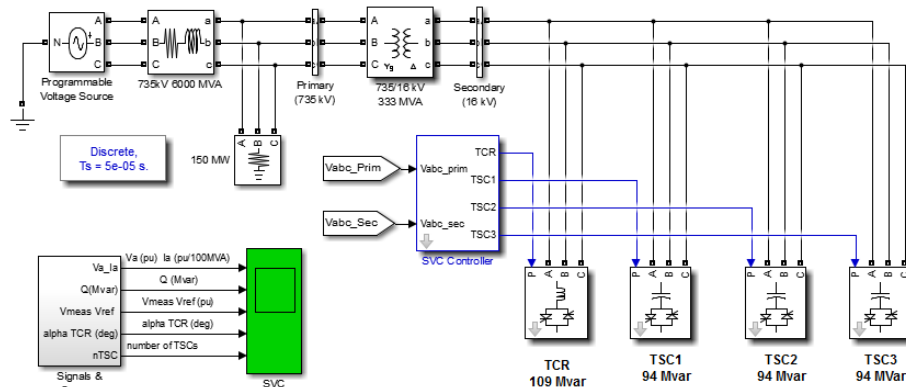 A A A a A a
N B B b b B b b
C C C c c C Yg Δ c c
Programmable
Voltage Source
735kV 6000 MVA
Primary
(735 kV)
735/16 kV
333 MVA
Secondary
(16 kV)
Discrete,
Ts = 5e-05 s.
150 MW
A B C
Vabc_Prim
Vabc_prim
Vabc_Sec
Vabc_sec
TCR
TSC1
TSC2
TSC3
SVC Controller
Va_Ia
Q(Mvar)
Vmeas Vref
alpha TCR (deg)
nTSC
Signals &
Va (pu) Ia (pu/100MVA)
Q (Mvar)
Vmeas Vref (pu)
alpha TCR (deg)
number of TSCs
SVC
P A B C
P A B C
P A B C
P A B C
TCR
109 Mvar
TSC1
94 Mvar
TSC2
94 Mvar
TSC3
94 MVar